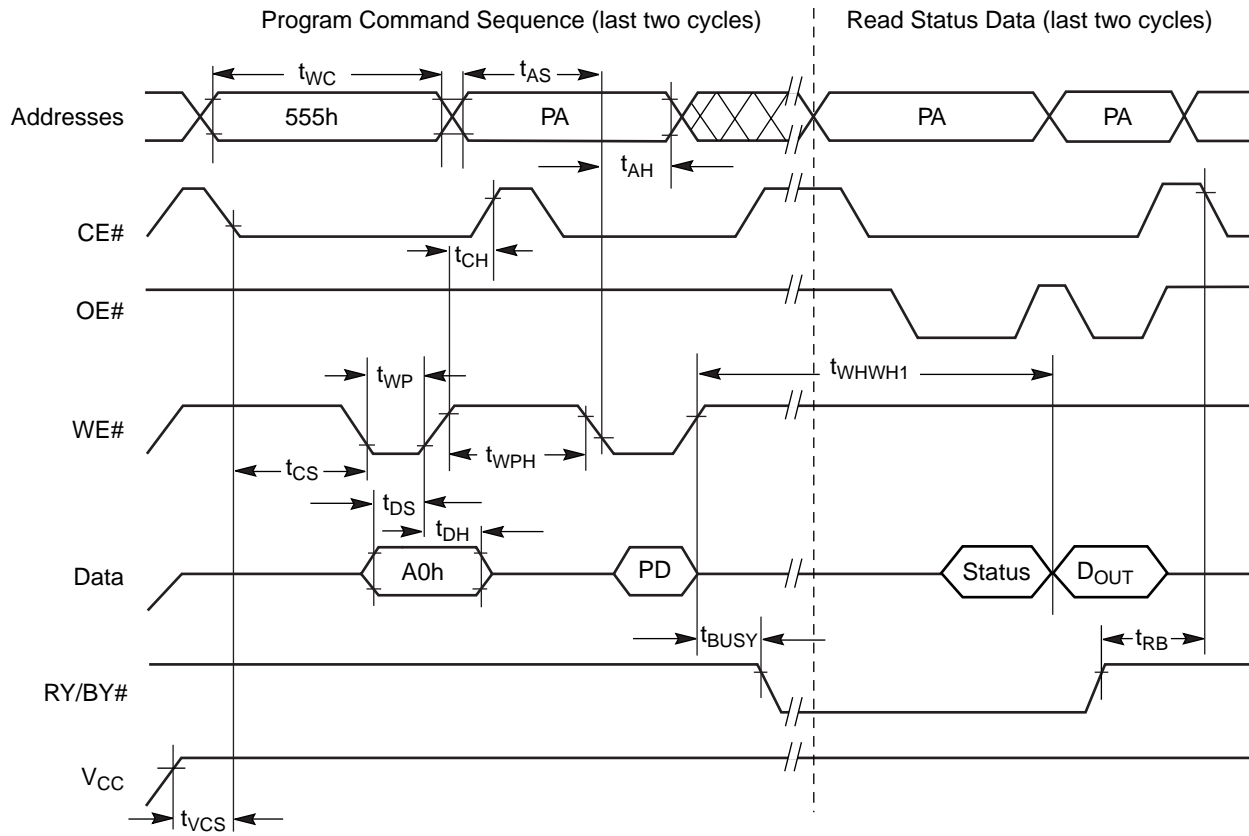 Program Command Sequence (last two cycles)
Read Status Data (last two cycles)
tWC
tAS
Addresses
555h
PA
PA
PA
tAH
CE#
tCH
OE#
tWP
tWHWH1
WE#
tWPH
tCS
tDS
tDH
Data
A0h
PD
Status
DOUT
tBUSY
tRB
RY/BY#
VCC
tVCS